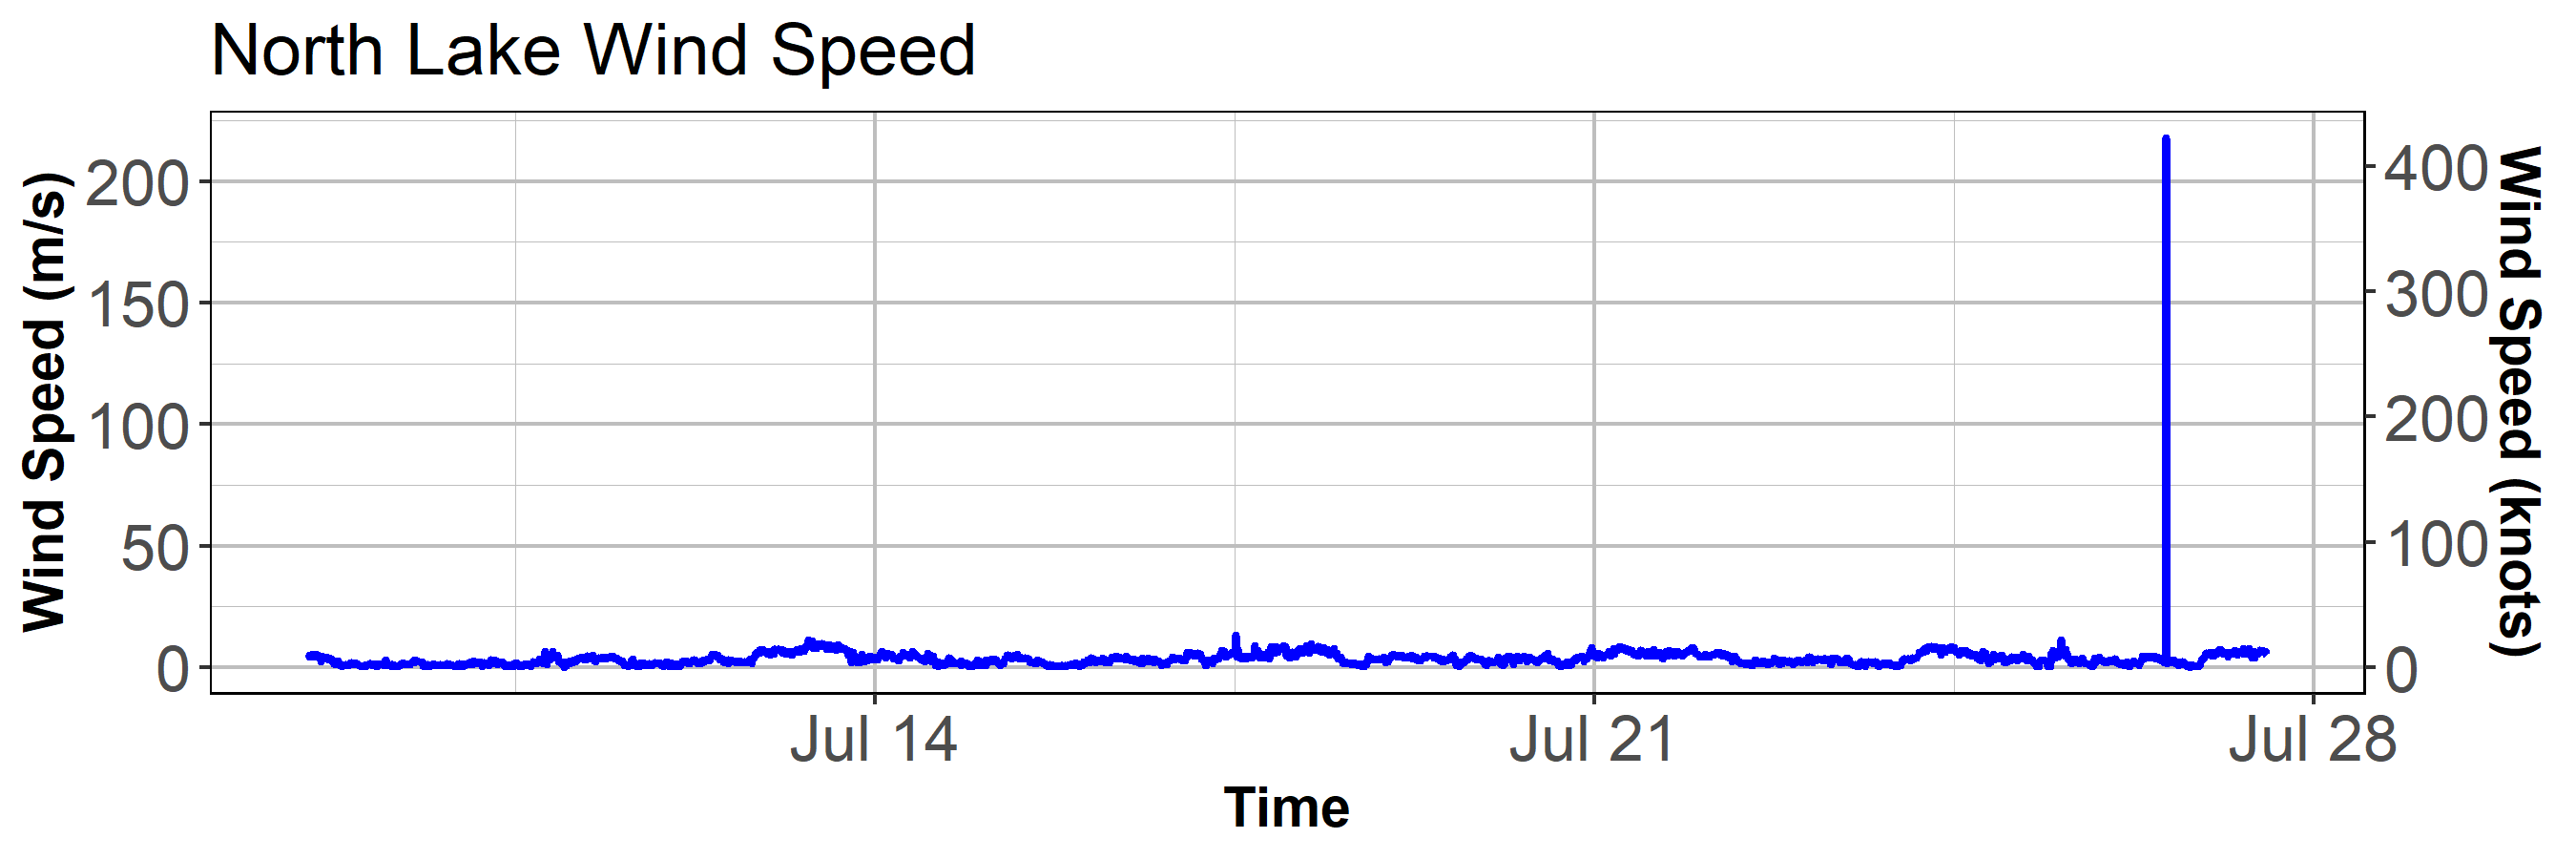 North Lake Wind Speed
Wind Speed (m/s)
200
150
100
50
0
400
300
200
100
0
Wind Speed (knots)
Jul 14
Jul 21
Jul 28
Time